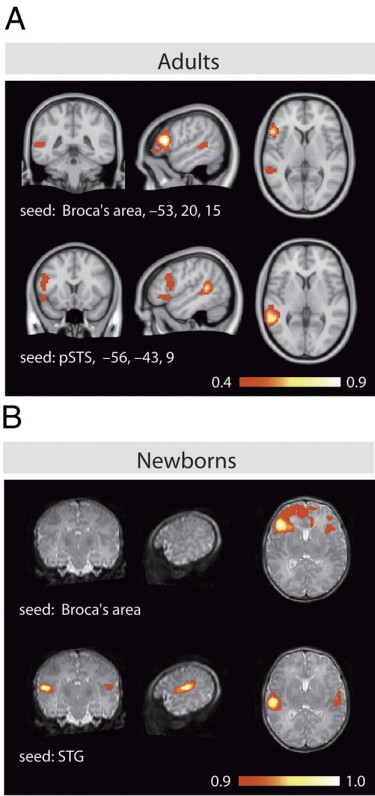 A
Adults
seed: Broca's area, –53, 20, 15
seed: pSTS, –56, –43, 9
0.4 0.9
B
Newborns
seed: Broca's area
seed: STG
0.9 1.0